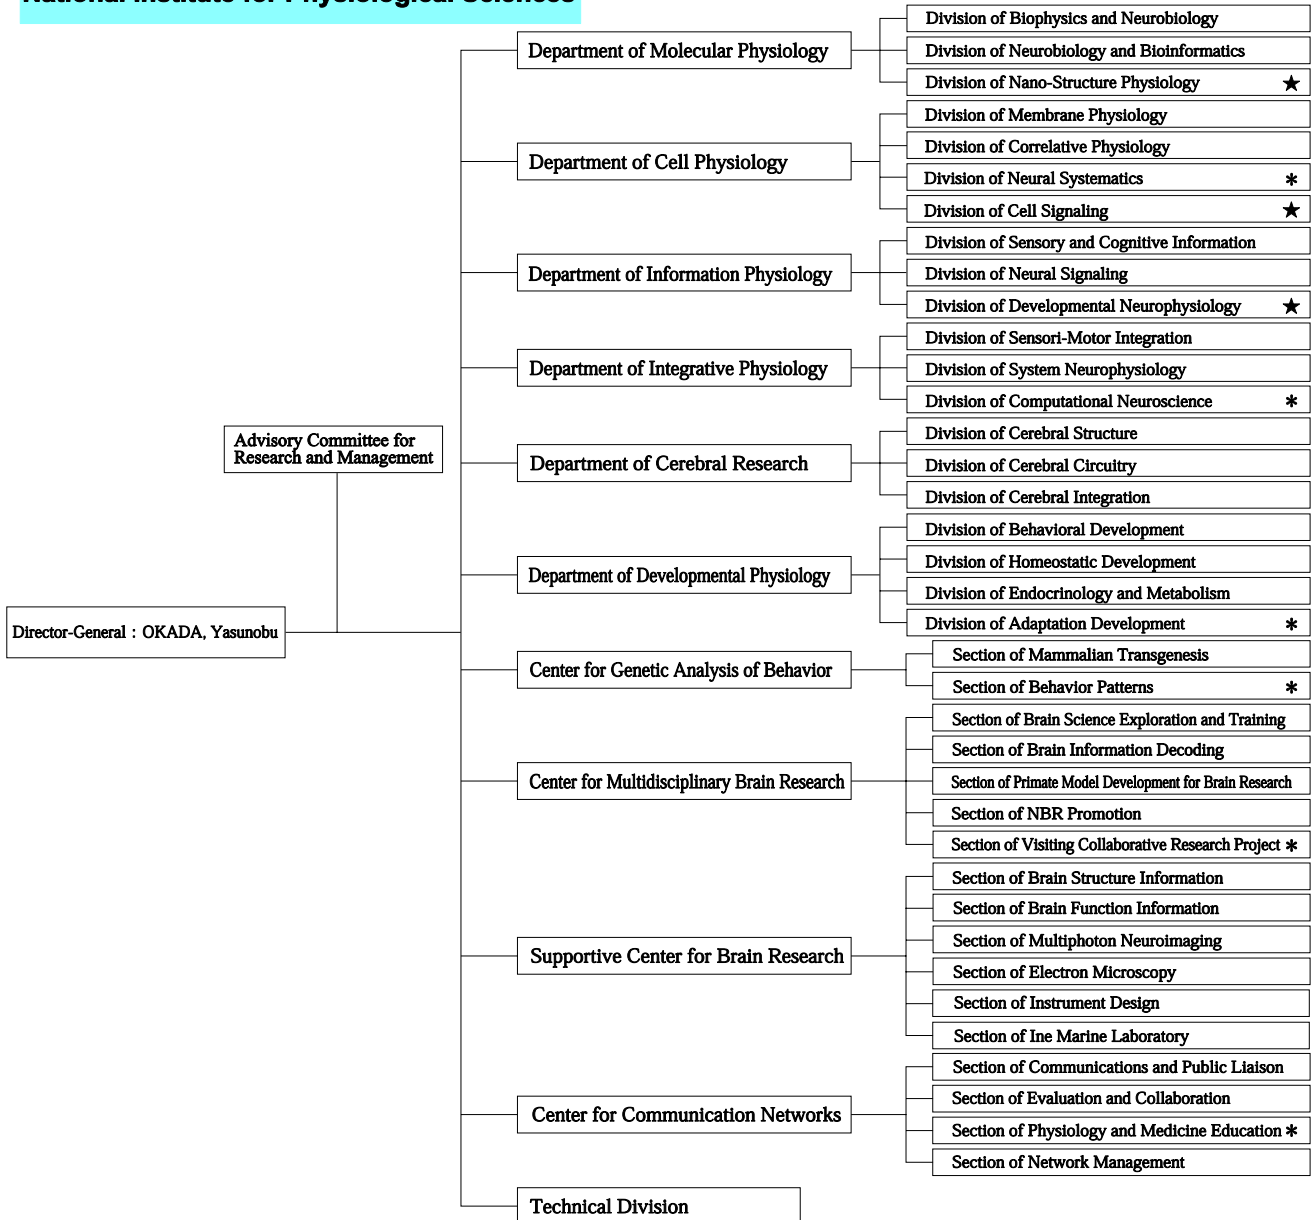 National Institute for Physiological Sciences
Department of Molecular Physiology
Division of Biophysics and Neurobiology
Division of Neurobiology and Bioinformatics
Division of Nano-Structure Physiology ★
Department of Cell Physiology
Division of Membrane Physiology
Division of Correlative Physiology
Division of Neural Systematics *
Division of Cell Signaling ★
Department of Information Physiology
Division of Sensory and Cognitive Information
Division of Neural Signaling
Division of Developmental Neurophysiology ★
Department of Integrative Physiology
Division of Sensori-Motor Integration
Division of System Neurophysiology
Division of Computational Neuroscience *
Advisory Committee for
Research and Management
Department of Cerebral Research
Division of Cerebral Structure
Division of Cerebral Circuitry
Division of Cerebral Integration
Department of Developmental Physiology
Division of Behavioral Development
Division of Homeostatic Development
Division of Endocrinology and Metabolism
Division of Adaptation Development *
Director-General : OKADA, Yasunobu
Center for Genetic Analysis of Behavior
Section of Mammalian Transgenesis
Section of Behavior Patterns *
Center for Multidisciplinary Brain Research
Section of Brain Science Exploration and Training
Section of Brain Information Decoding
Section of Primate Model Development for Brain Research
Section of NBR Promotion
Section of Visiting Collaborative Research Project *
Supportive Center for Brain Research
Section of Brain Structure Information
Section of Brain Function Information
Section of Multiphoton Neuroimaging
Section of Electron Microscopy
Section of Instrument Design
Section of Ine Marine Laboratory
Center for Communication Networks
Section of Communications and Public Liaison
Section of Evaluation and Collaboration
Section of Physiology and Medicine Education *
Section of Network Management
Technical Division